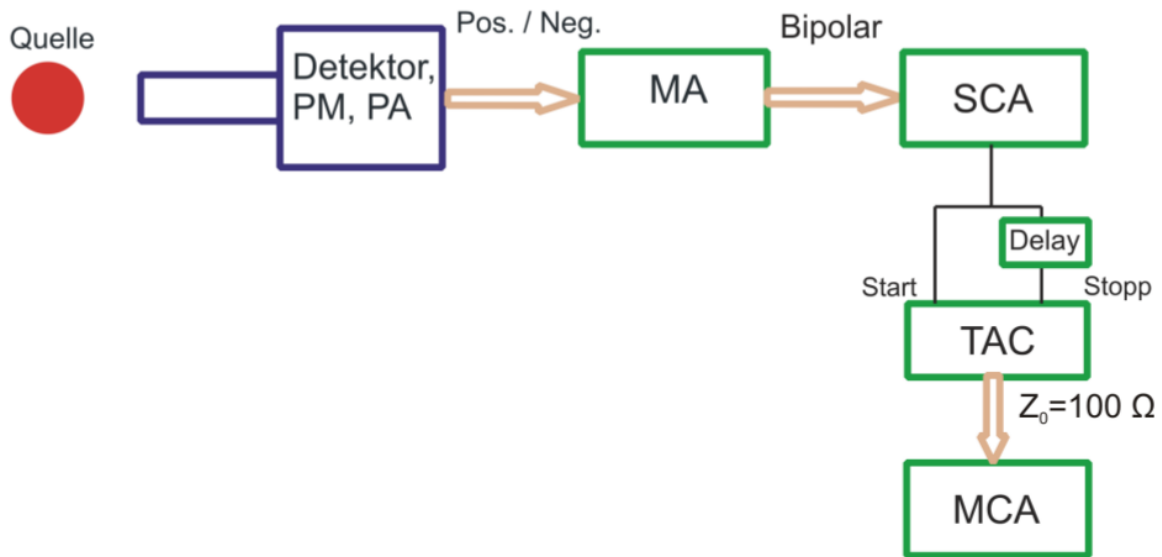 Quelle
Pos. / Neg.
Bipolar
Detektor,
PM, PA
MA
SCA
Delay
Start
Stopp
TAC
Z₀=100 Ω
MCA